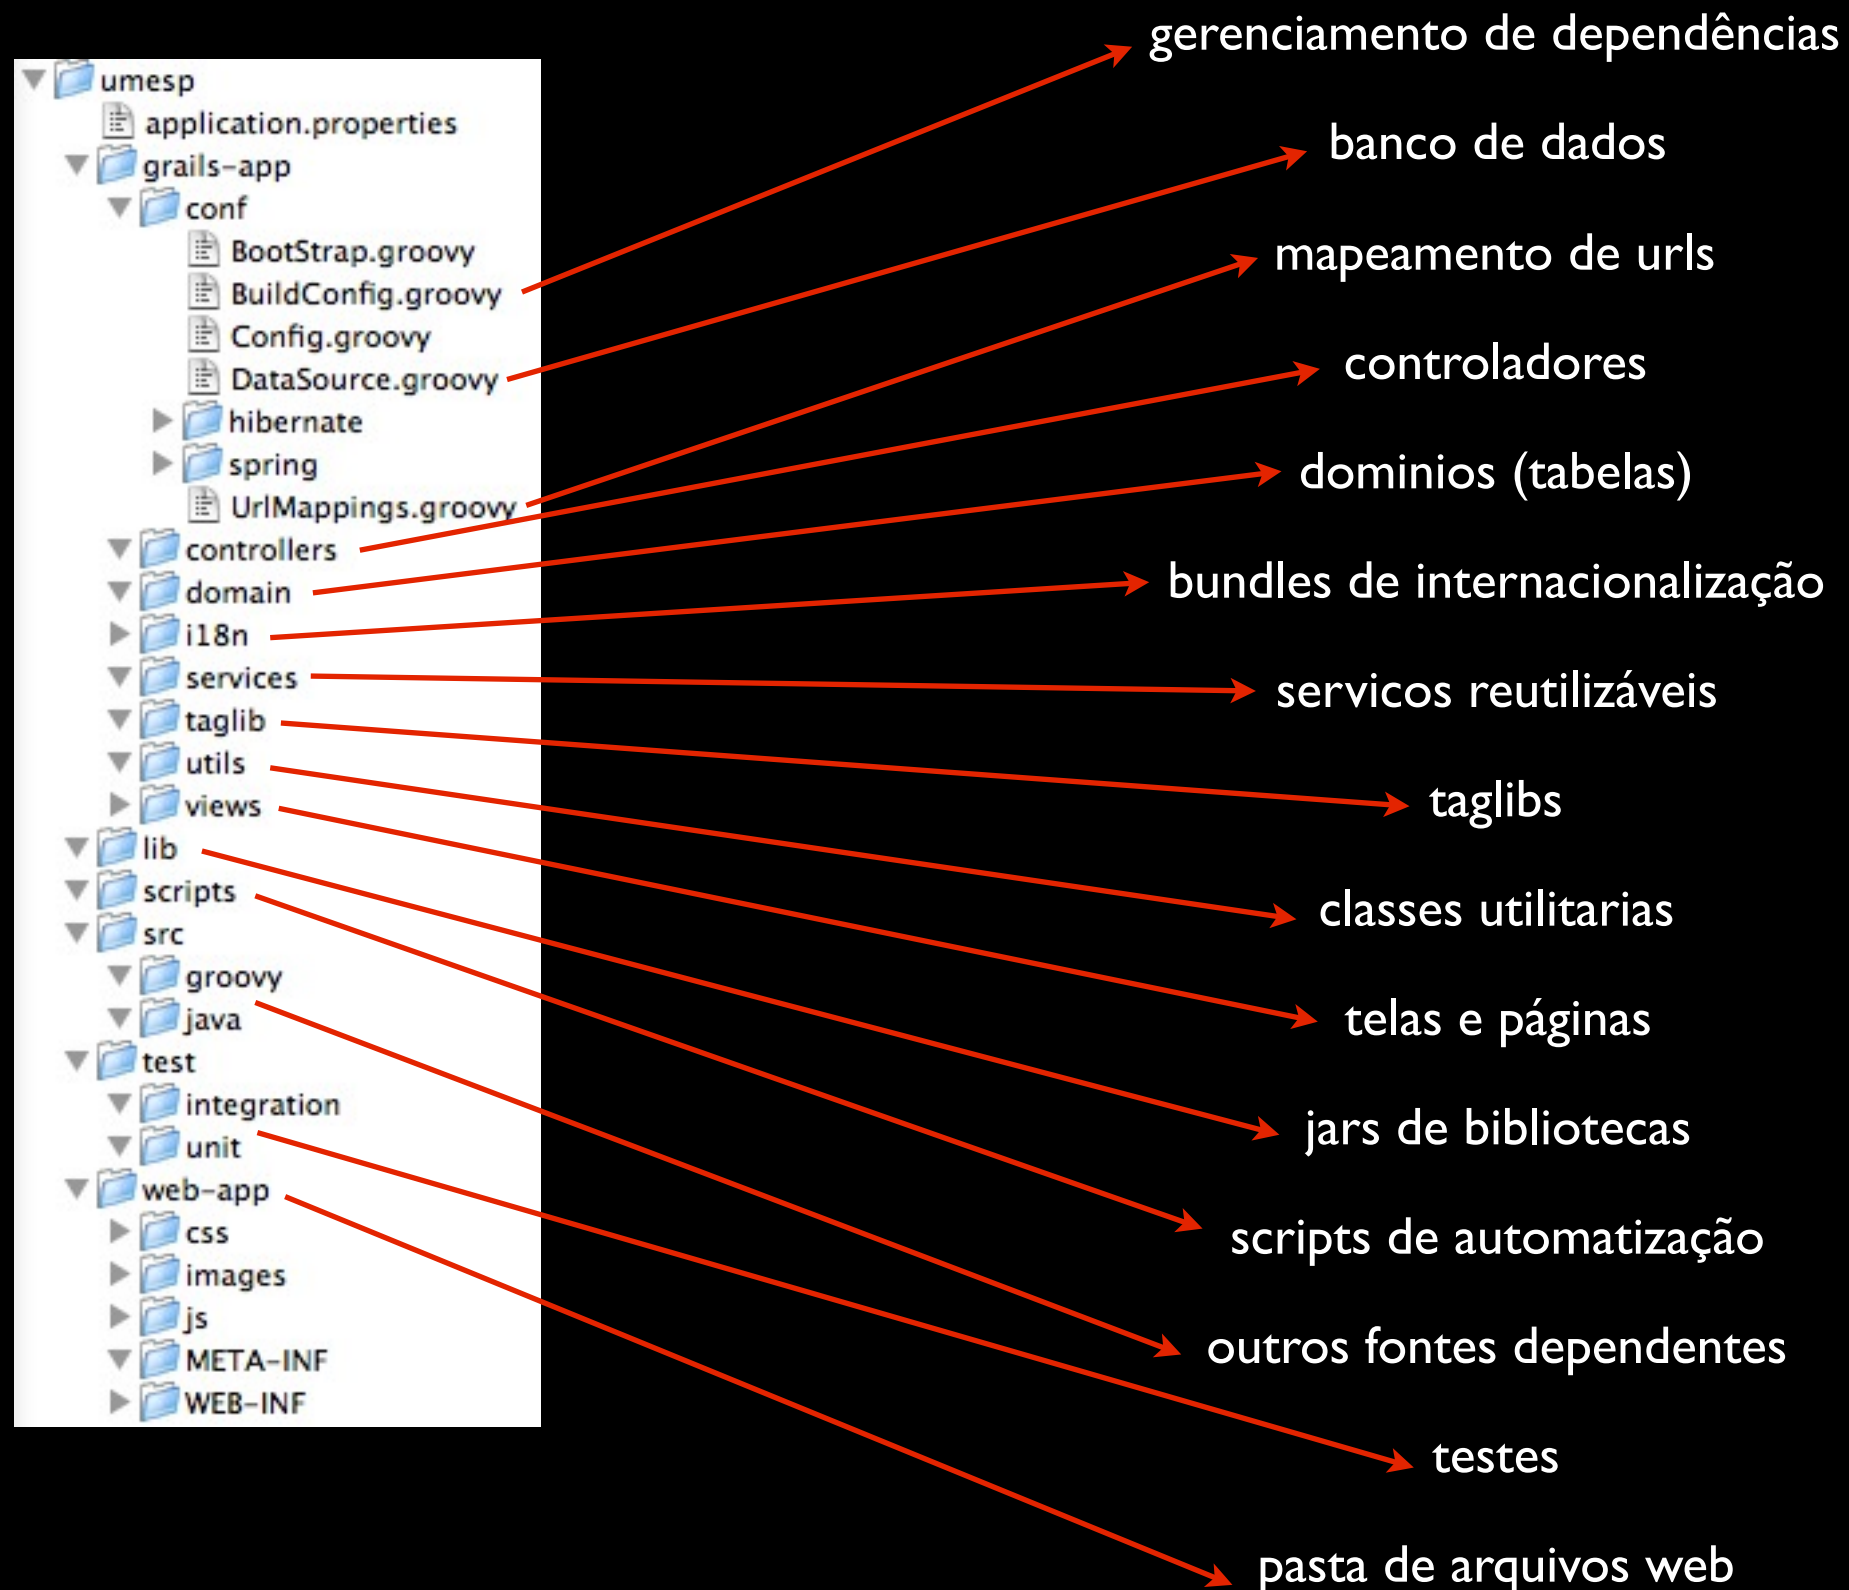 umesp
application.properties
grails-app
conf
BootStrap.groovy
BuildConfig.groovy
Config.groovy
DataSource.groovy
hibernate
spring
UrlMappings.groovy
controllers
domain
i18n
services
taglib
utils
views
lib
scripts
src
groovy
java
test
integration
unit
web-app
css
images
js
META-INF
WEB-INF
gerenciamento de dependências
banco de dados
mapeamento de urls
controladores
dominios (tabelas)
bundles de internacionalização
servicos reutilizáveis
taglibs
classes utilitarias
telas e páginas
jars de bibliotecas
scripts de automatização
outros fontes dependentes
testes
pasta de arquivos web